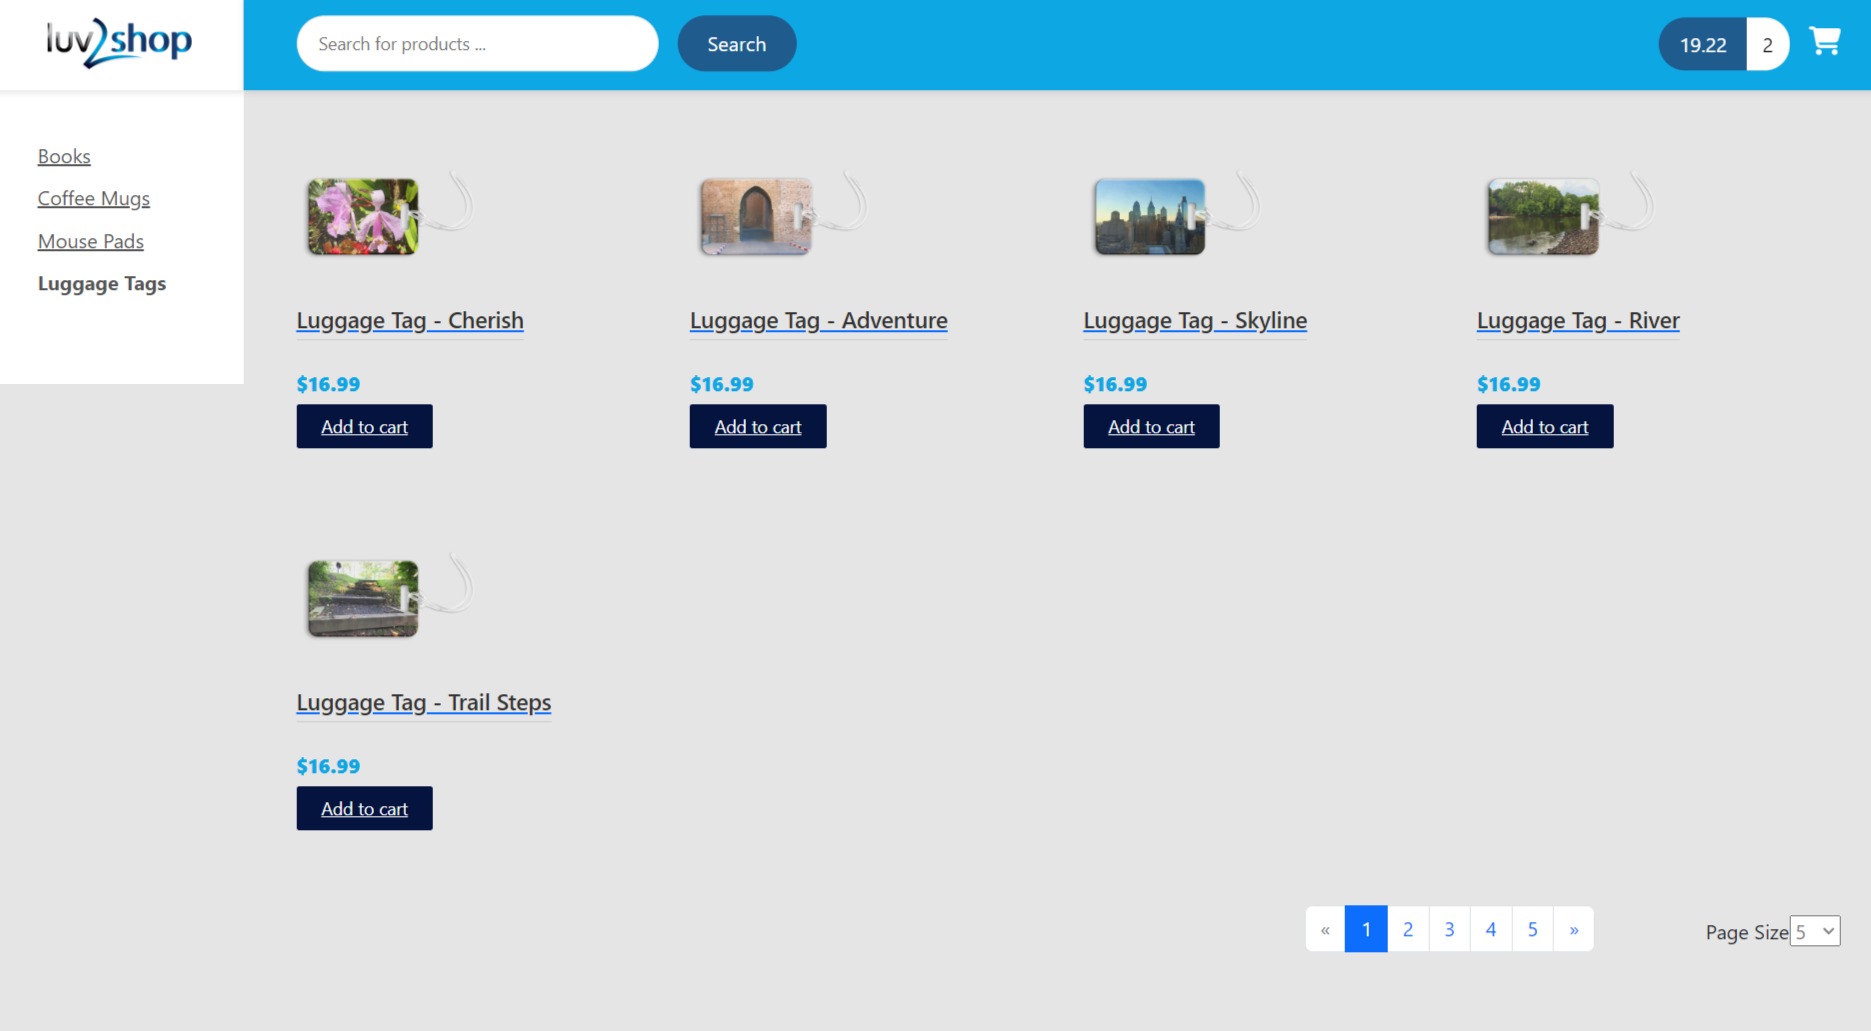 luv2shop
Search for products ...
Search
19.22
2
Books
Coffee Mugs
Mouse Pads
Luggage Tags
Luggage Tag - Cherish
$16.99
Add to cart
Luggage Tag - Adventure
$16.99
Add to cart
Luggage Tag - Skyline
$16.99
Add to cart
Luggage Tag - River
$16.99
Add to cart
Luggage Tag - Trail Steps
$16.99
Add to cart
« 1 2 3 4 5 »
Page Size 5